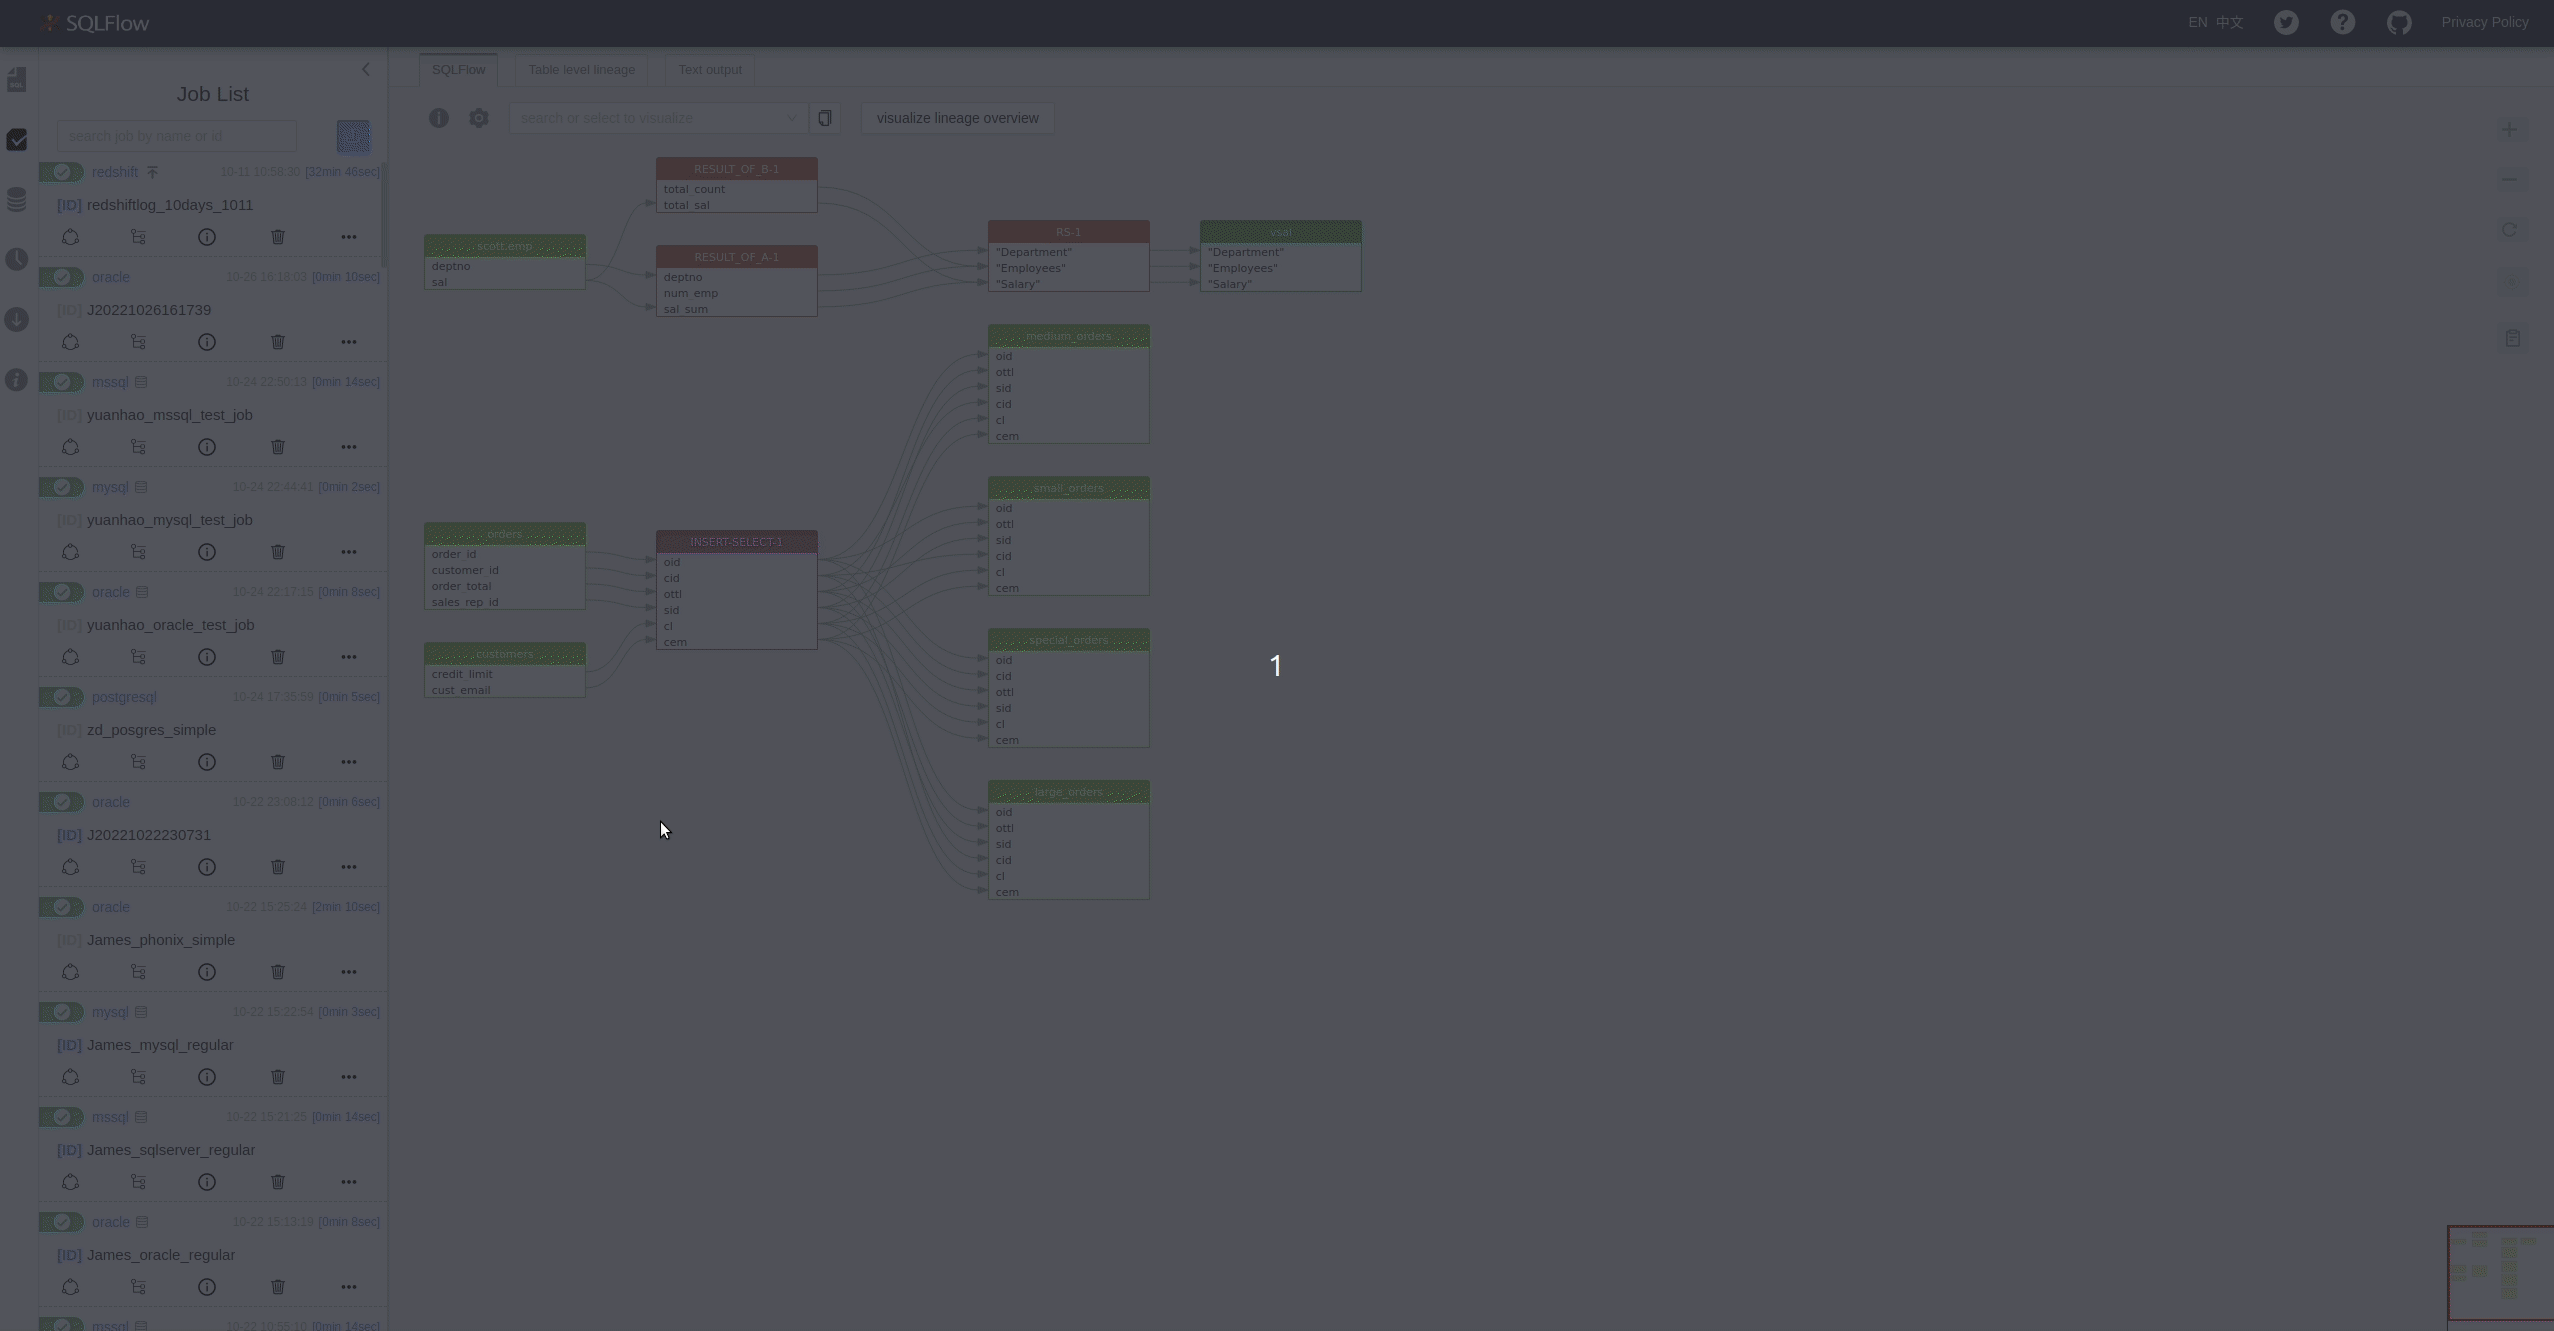 SQLFlow
EN 中文
Privacy Policy
SQL
Job List
search job by name or id
redshift 10-11 10:58:30 [32min 46sec]
[ID] redshiftlog_10days_1011
oracle 10-26 16:18:03 [0min 10sec]
[ID] J20221026161739
mssql 10-24 22:50:13 [0min 14sec]
[ID] yuanhao_mssql_test_job
mysql 10-24 22:44:41 [0min 2sec]
[ID] yuanhao_mysql_test_job
oracle 10-24 22:17:15 [0min 8sec]
[ID] yuanhao_oracle_test_job
postgresql 10-24 17:35:59 [0min 5sec]
[ID] zd_posgres_simple
oracle 10-22 23:08:12 [0min 6sec]
[ID] J20221022230731
oracle 10-22 15:25:24 [2min 10sec]
[ID] James_phonix_simple
mysql 10-22 15:22:54 [0min 3sec]
[ID] James_mysql_regular
mssql 10-22 15:21:25 [0min 14sec]
[ID] James_sqlserver_regular
oracle 10-22 15:13:19 [0min 8sec]
[ID] James_oracle_regular
mssql 10-22 10:55:10 [0min 14sec]
SQLFlow
Table level lineage
Text output
search or select to visualize
visualize lineage overview
scott.emp
deptno
sal
RESULT_OF_B-1
total_count
total_sal
RESULT_OF_A-1
deptno
num_emp
sal_sum
RS-1
"Department"
"Employees"
"Salary"
vsal
"Department"
"Employees"
"Salary"
orders
order_id
customer_id
order_total
sales_rep_id
customers
credit_limit
cust_email
INSERT-SELECT-1
oid
cid
ottl
sid
cl
cem
medium_orders
oid
ottl
sid
cid
cl
cem
small_orders
oid
ottl
sid
cid
cl
cem
special_orders
oid
cid
ottl
sid
cl
cem
large_orders
oid
ottl
sid
cid
cl
cem
1